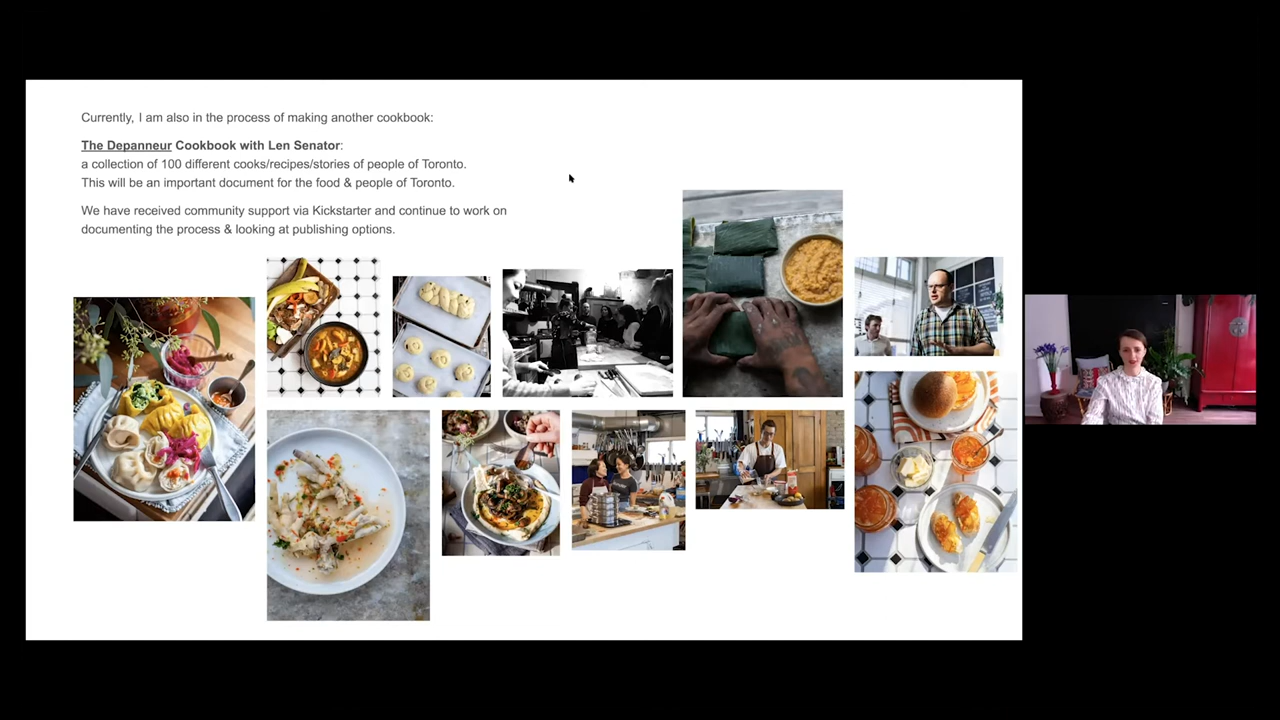 Currently, I am also in the process of making another cookbook:
The Depanneur Cookbook with Len Senator:
a collection of 100 different cooks/recipes/stories of people of Toronto.
This will be an important document for the food & people of Toronto.
We have received community support via Kickstarter and continue to work on
documenting the process & looking at publishing options.